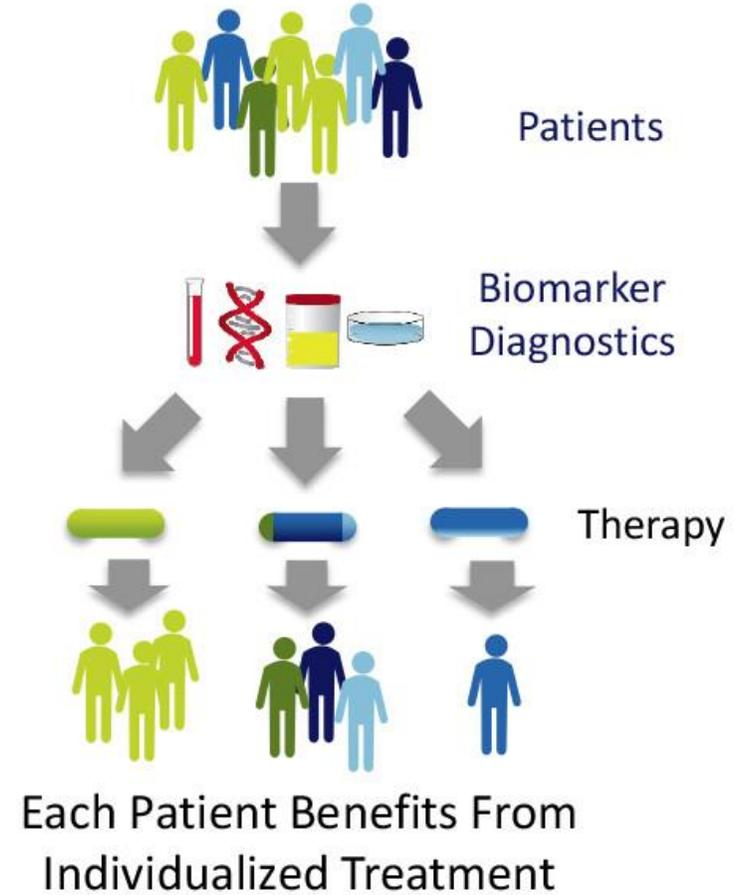 Patients
Biomarker
Diagnostics
Therapy
Each Patient Benefits From
Individualized Treatment